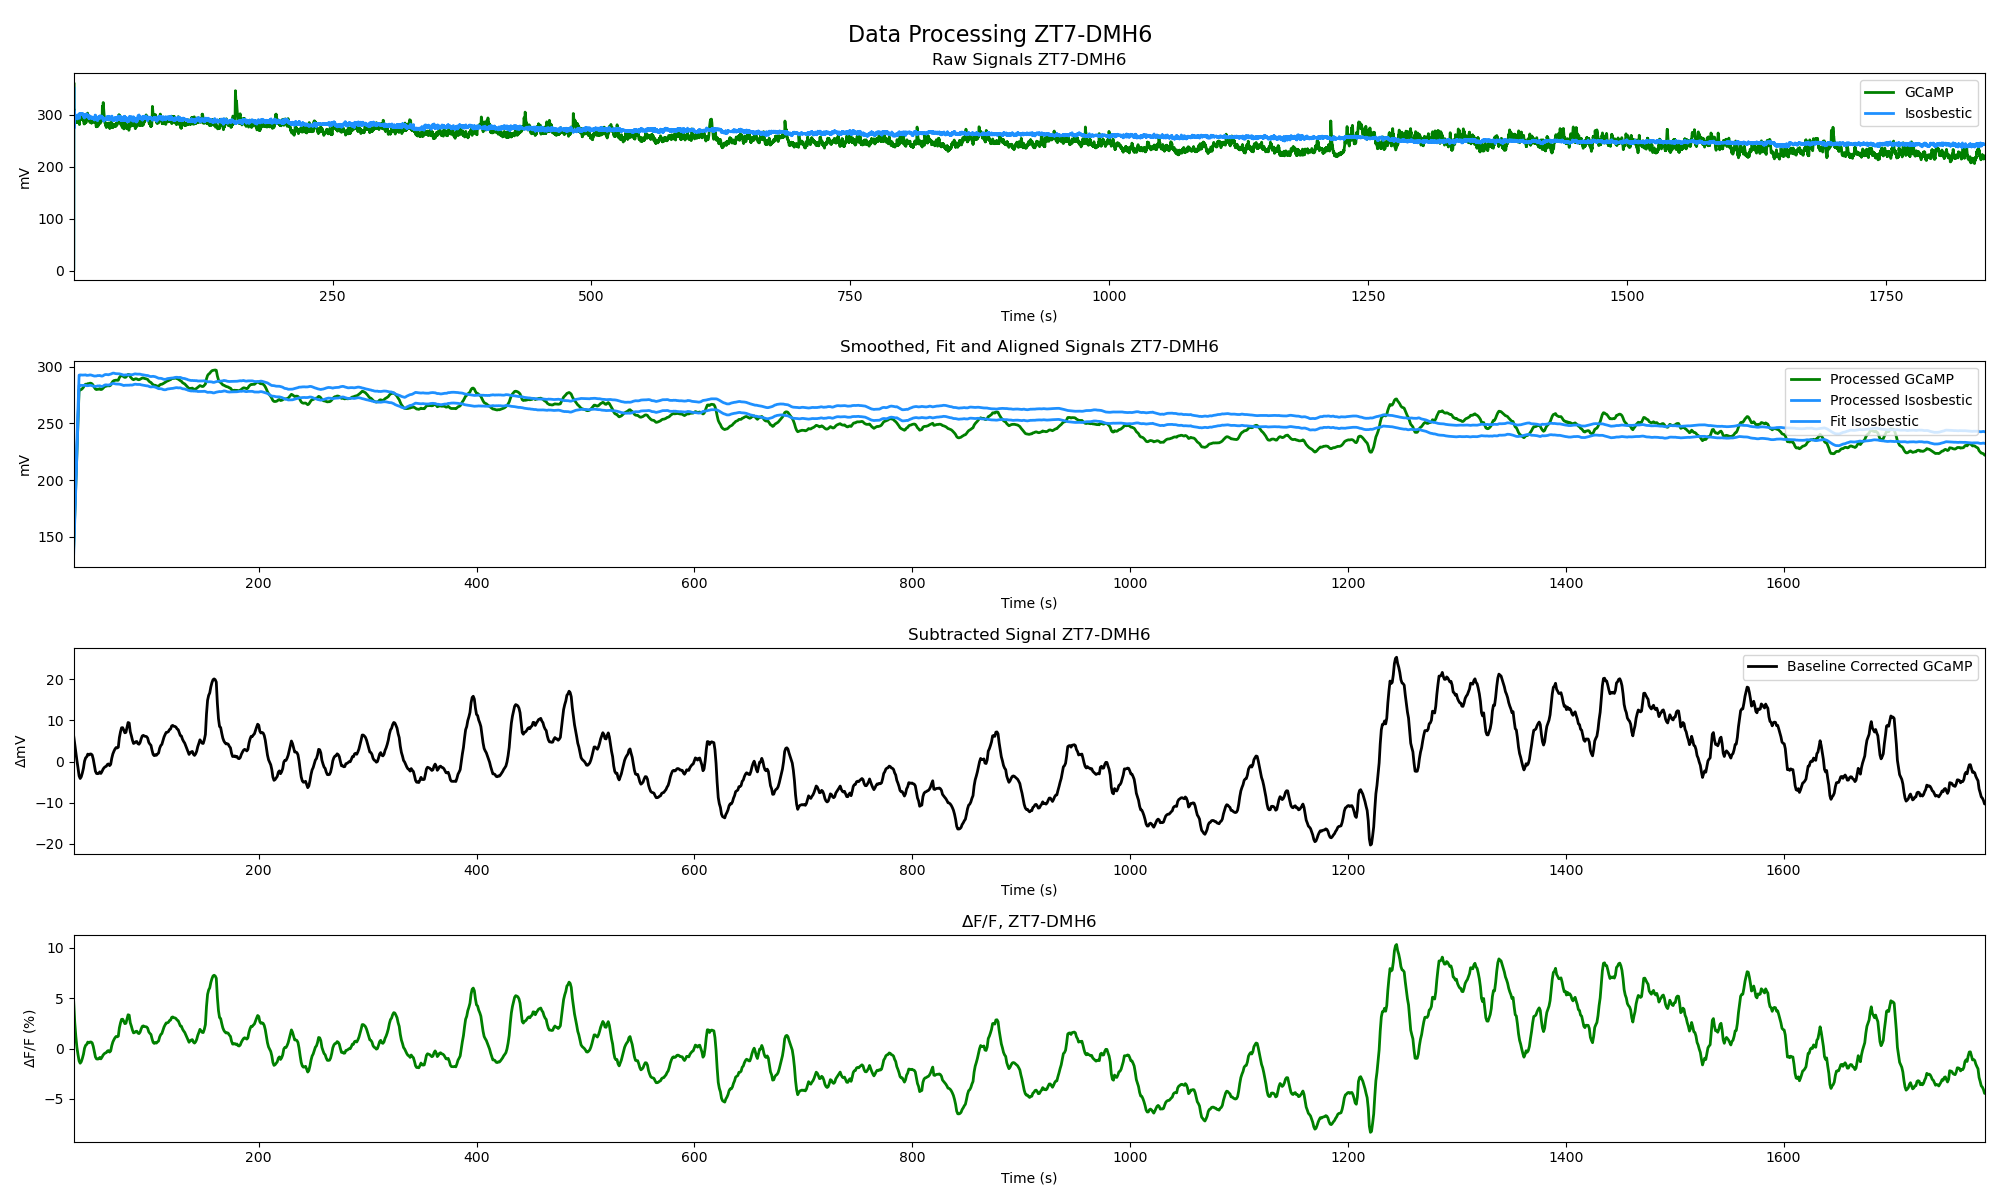 Data Processing ZT7-DMH6
Raw Signals ZT7-DMH6
300
200
100
0
mV
GCaMP
Isosbestic
250 500 750 1000 1250 1500 1750
Time (s)
Smoothed, Fit and Aligned Signals ZT7-DMH6
300
250
200
150
mV
Processed GCaMP
Processed Isosbestic
Fit Isosbestic
200 400 600 800 1000 1200 1400 1600
Time (s)
Subtracted Signal ZT7-DMH6
20
10
0
−10
−20
ΔmV
Baseline Corrected GCaMP
200 400 600 800 1000 1200 1400 1600
Time (s)
ΔF/F, ZT7-DMH6
10
5
0
−5
ΔF/F (%)
200 400 600 800 1000 1200 1400 1600
Time (s)